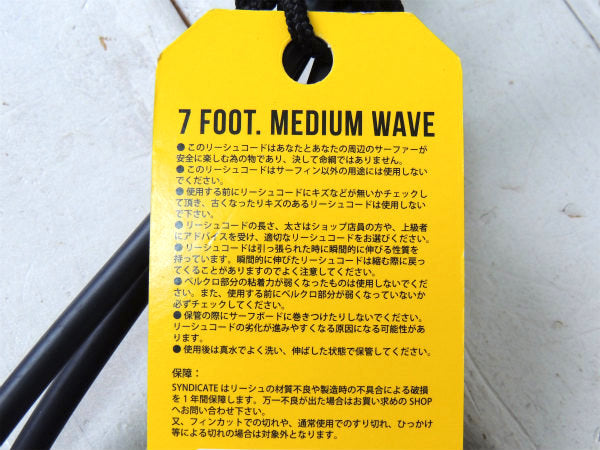 7 FOOT. MEDIUM WAVE
● このリーシュコードはあなたとあなたの周辺のサーファーが
安全に楽しむ為の物であり、決して命綱ではありません。
● このリーシュコードはサーフィン以外の用途には使用しない
でください。
● 使用する前にリーシュコードにキズなどが無いかチェックし
て頂き、古くなったりキズのあるリーシュコードは使用しない
で下さい。
● リーシュコードの長さ、太さはショップ店員の方や、上級者
にアドバイスを受け、適切なリーシュコードをお選びください。
● リーシュコードは引っ張られた時に瞬間的に伸びる性質を
持っています。瞬間的に伸びたリーシュコードは縮む際に戻っ
てくることがありますのでよく注意してください。
● ベルクロ部分の粘着力が弱くなったものは使用しないでくだ
さい。また、使用する前にベルクロ部分が弱くなっていないか
必ずチェックしてください。
● 保管の際にサーフボードに巻きつけたりしないでください。
リーシュコードの劣化が進みやすくなる原因になる可能性があ
ります。
● 使用後は真水でよく洗い、伸ばした状態で保管してください。
保障：
SYNDICATE はリーシュの材質不良や製造時の不具合による破損
を 1 年間保障します。万一不良が出た場合はお買い求めの SHOP
へお問い合わせ下さい。
又、フィンカットでの切れや、通常使用でのすり切れ、ひっかけ
等による切れの場合は対象外となります。